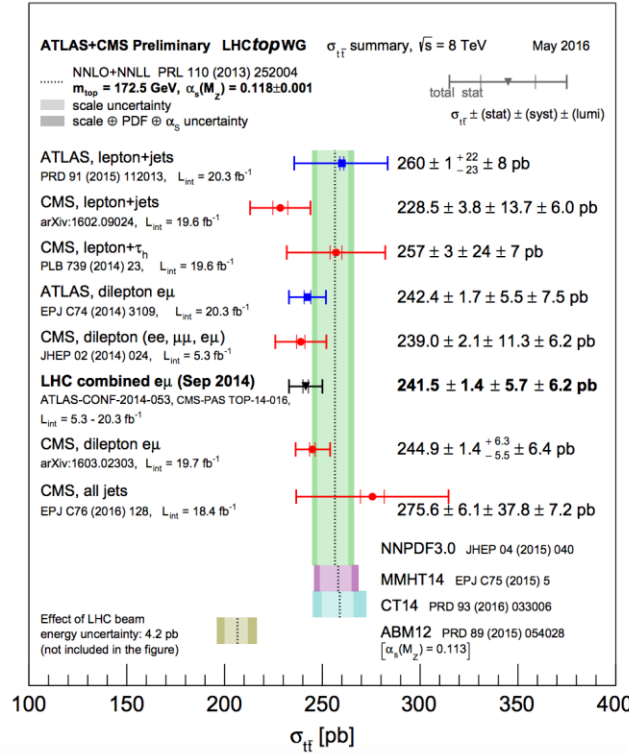 ATLAS+CMS Preliminary LHCtopWG σtt̄ summary, √s = 8 TeV May 2016
NNLO+NNLL PRL 110 (2013) 252004
mtop = 172.5 GeV, αs(MZ) = 0.118±0.001
scale uncertainty
scale ⊕ PDF ⊕ αS uncertainty
total stat
σtt̄ ± (stat) ± (syst) ± (lumi)
ATLAS, lepton+jets 260 ± 1 +22 −23 ± 8 pb
PRD 91 (2015) 112013, Lint = 20.3 fb-1
CMS, lepton+jets 228.5 ± 3.8 ± 13.7 ± 6.0 pb
arXiv:1602.09024, Lint = 19.6 fb-1
CMS, lepton+τh 257 ± 3 ± 24 ± 7 pb
PLB 739 (2014) 23, Lint = 19.6 fb-1
ATLAS, dilepton eμ 242.4 ± 1.7 ± 5.5 ± 7.5 pb
EPJ C74 (2014) 3109, Lint = 20.3 fb-1
CMS, dilepton (ee, μμ, eμ) 239.0 ± 2.1 ± 11.3 ± 6.2 pb
JHEP 02 (2014) 024, Lint = 5.3 fb-1
LHC combined eμ (Sep 2014) 241.5 ± 1.4 ± 5.7 ± 6.2 pb
ATLAS-CONF-2014-053, CMS-PAS TOP-14-016,
Lint = 5.3 - 20.3 fb-1
CMS, dilepton eμ 244.9 ± 1.4 +6.3 −5.5 ± 6.4 pb
arXiv:1603.02303, Lint = 19.7 fb-1
CMS, all jets 275.6 ± 6.1 ± 37.8 ± 7.2 pb
EPJ C76 (2016) 128, Lint = 18.4 fb-1
NNPDF3.0 JHEP 04 (2015) 040
MMHT14 EPJ C75 (2015) 5
CT14 PRD 93 (2016) 033006
ABM12 PRD 89 (2015) 054028
[αs(MZ) = 0.113]
Effect of LHC beam
energy uncertainty: 4.2 pb
(not included in the figure)
100 150 200 250 300 350 400
σtt̄ [pb]